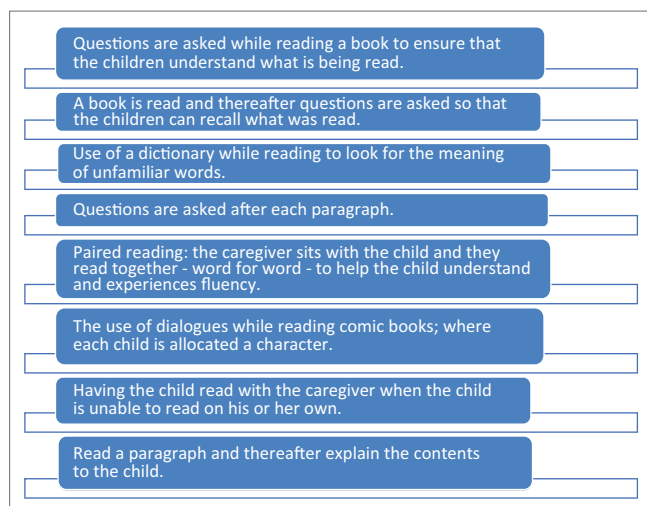 Questions are asked while reading a book to ensure that
the children understand what is being read.
A book is read and thereafter questions are asked so that
the children can recall what was read.
Use of a dictionary while reading to look for the meaning
of unfamiliar words.
Questions are asked after each paragraph.
Paired reading: the caregiver sits with the child and they
read together - word for word - to help the child understand
and experiences fluency.
The use of dialogues while reading comic books; where
each child is allocated a character.
Having the child read with the caregiver when the child
is unable to read on his or her own.
Read a paragraph and thereafter explain the contents
to the child.